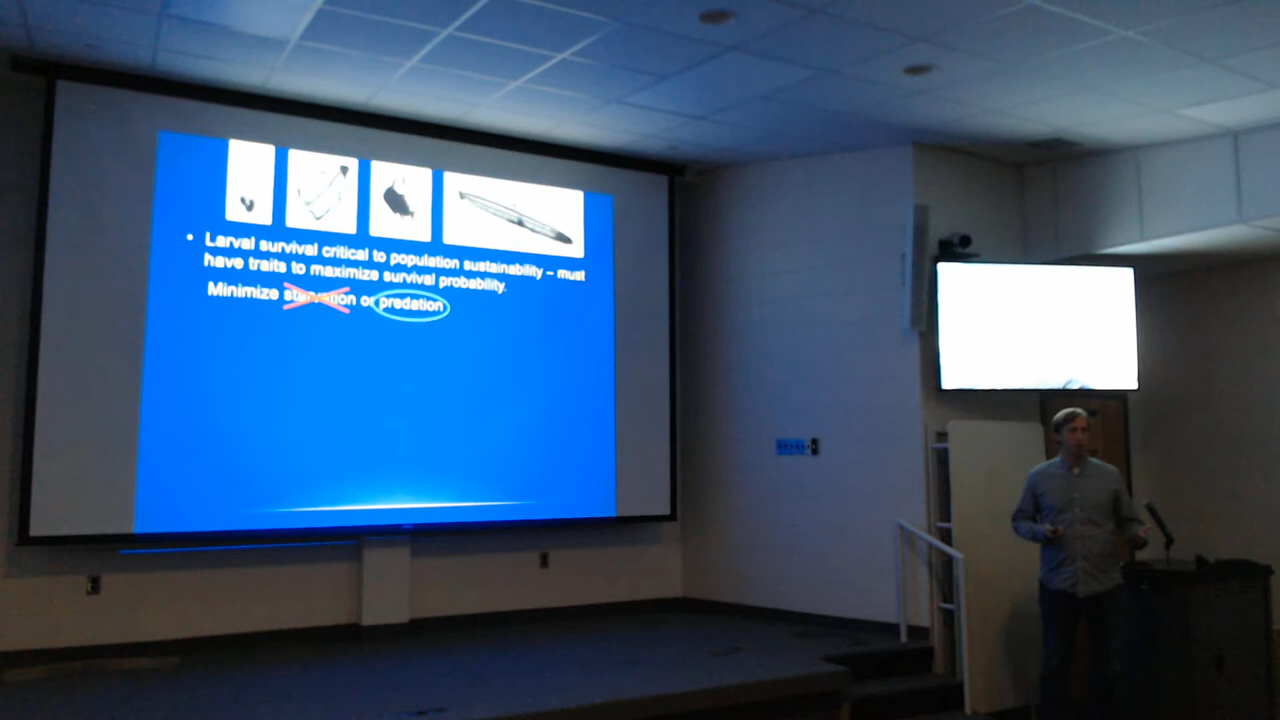 • Larval survival critical to population sustainability – must
have traits to maximize survival probability.
Minimize starvation or predation